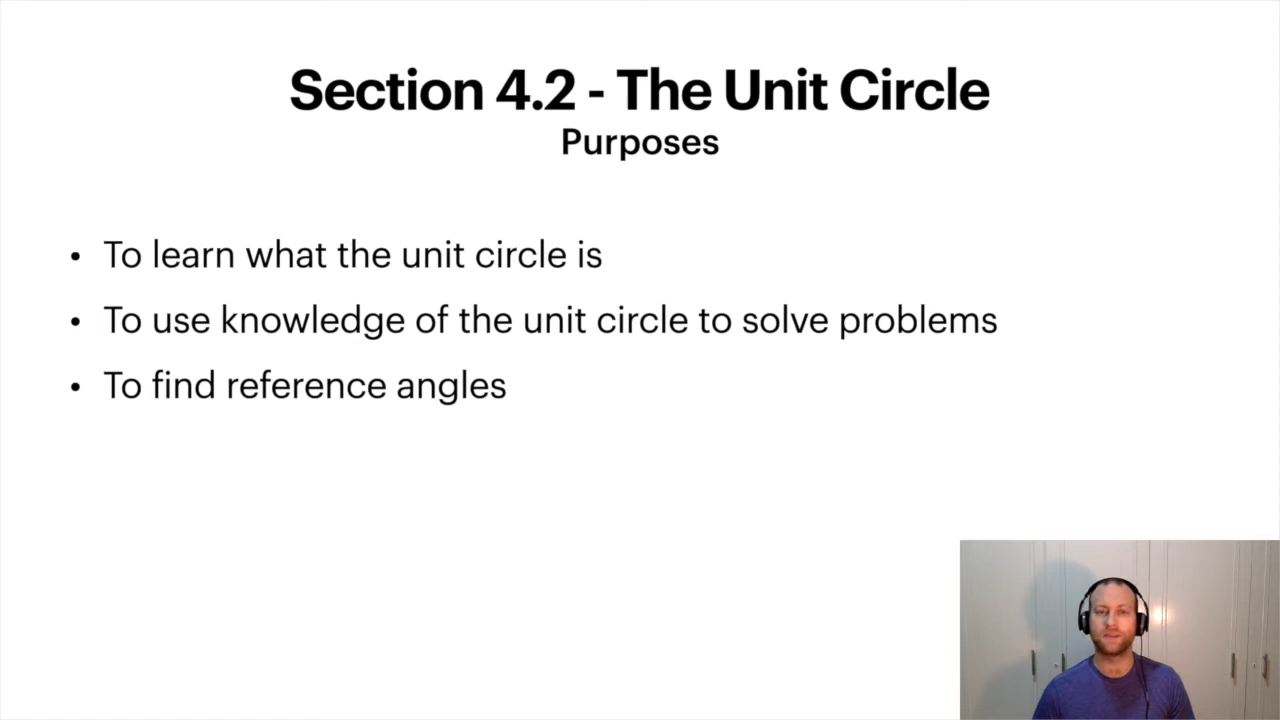 Section 4.2 - The Unit Circle
Purposes
• To learn what the unit circle is
• To use knowledge of the unit circle to solve problems
• To find reference angles